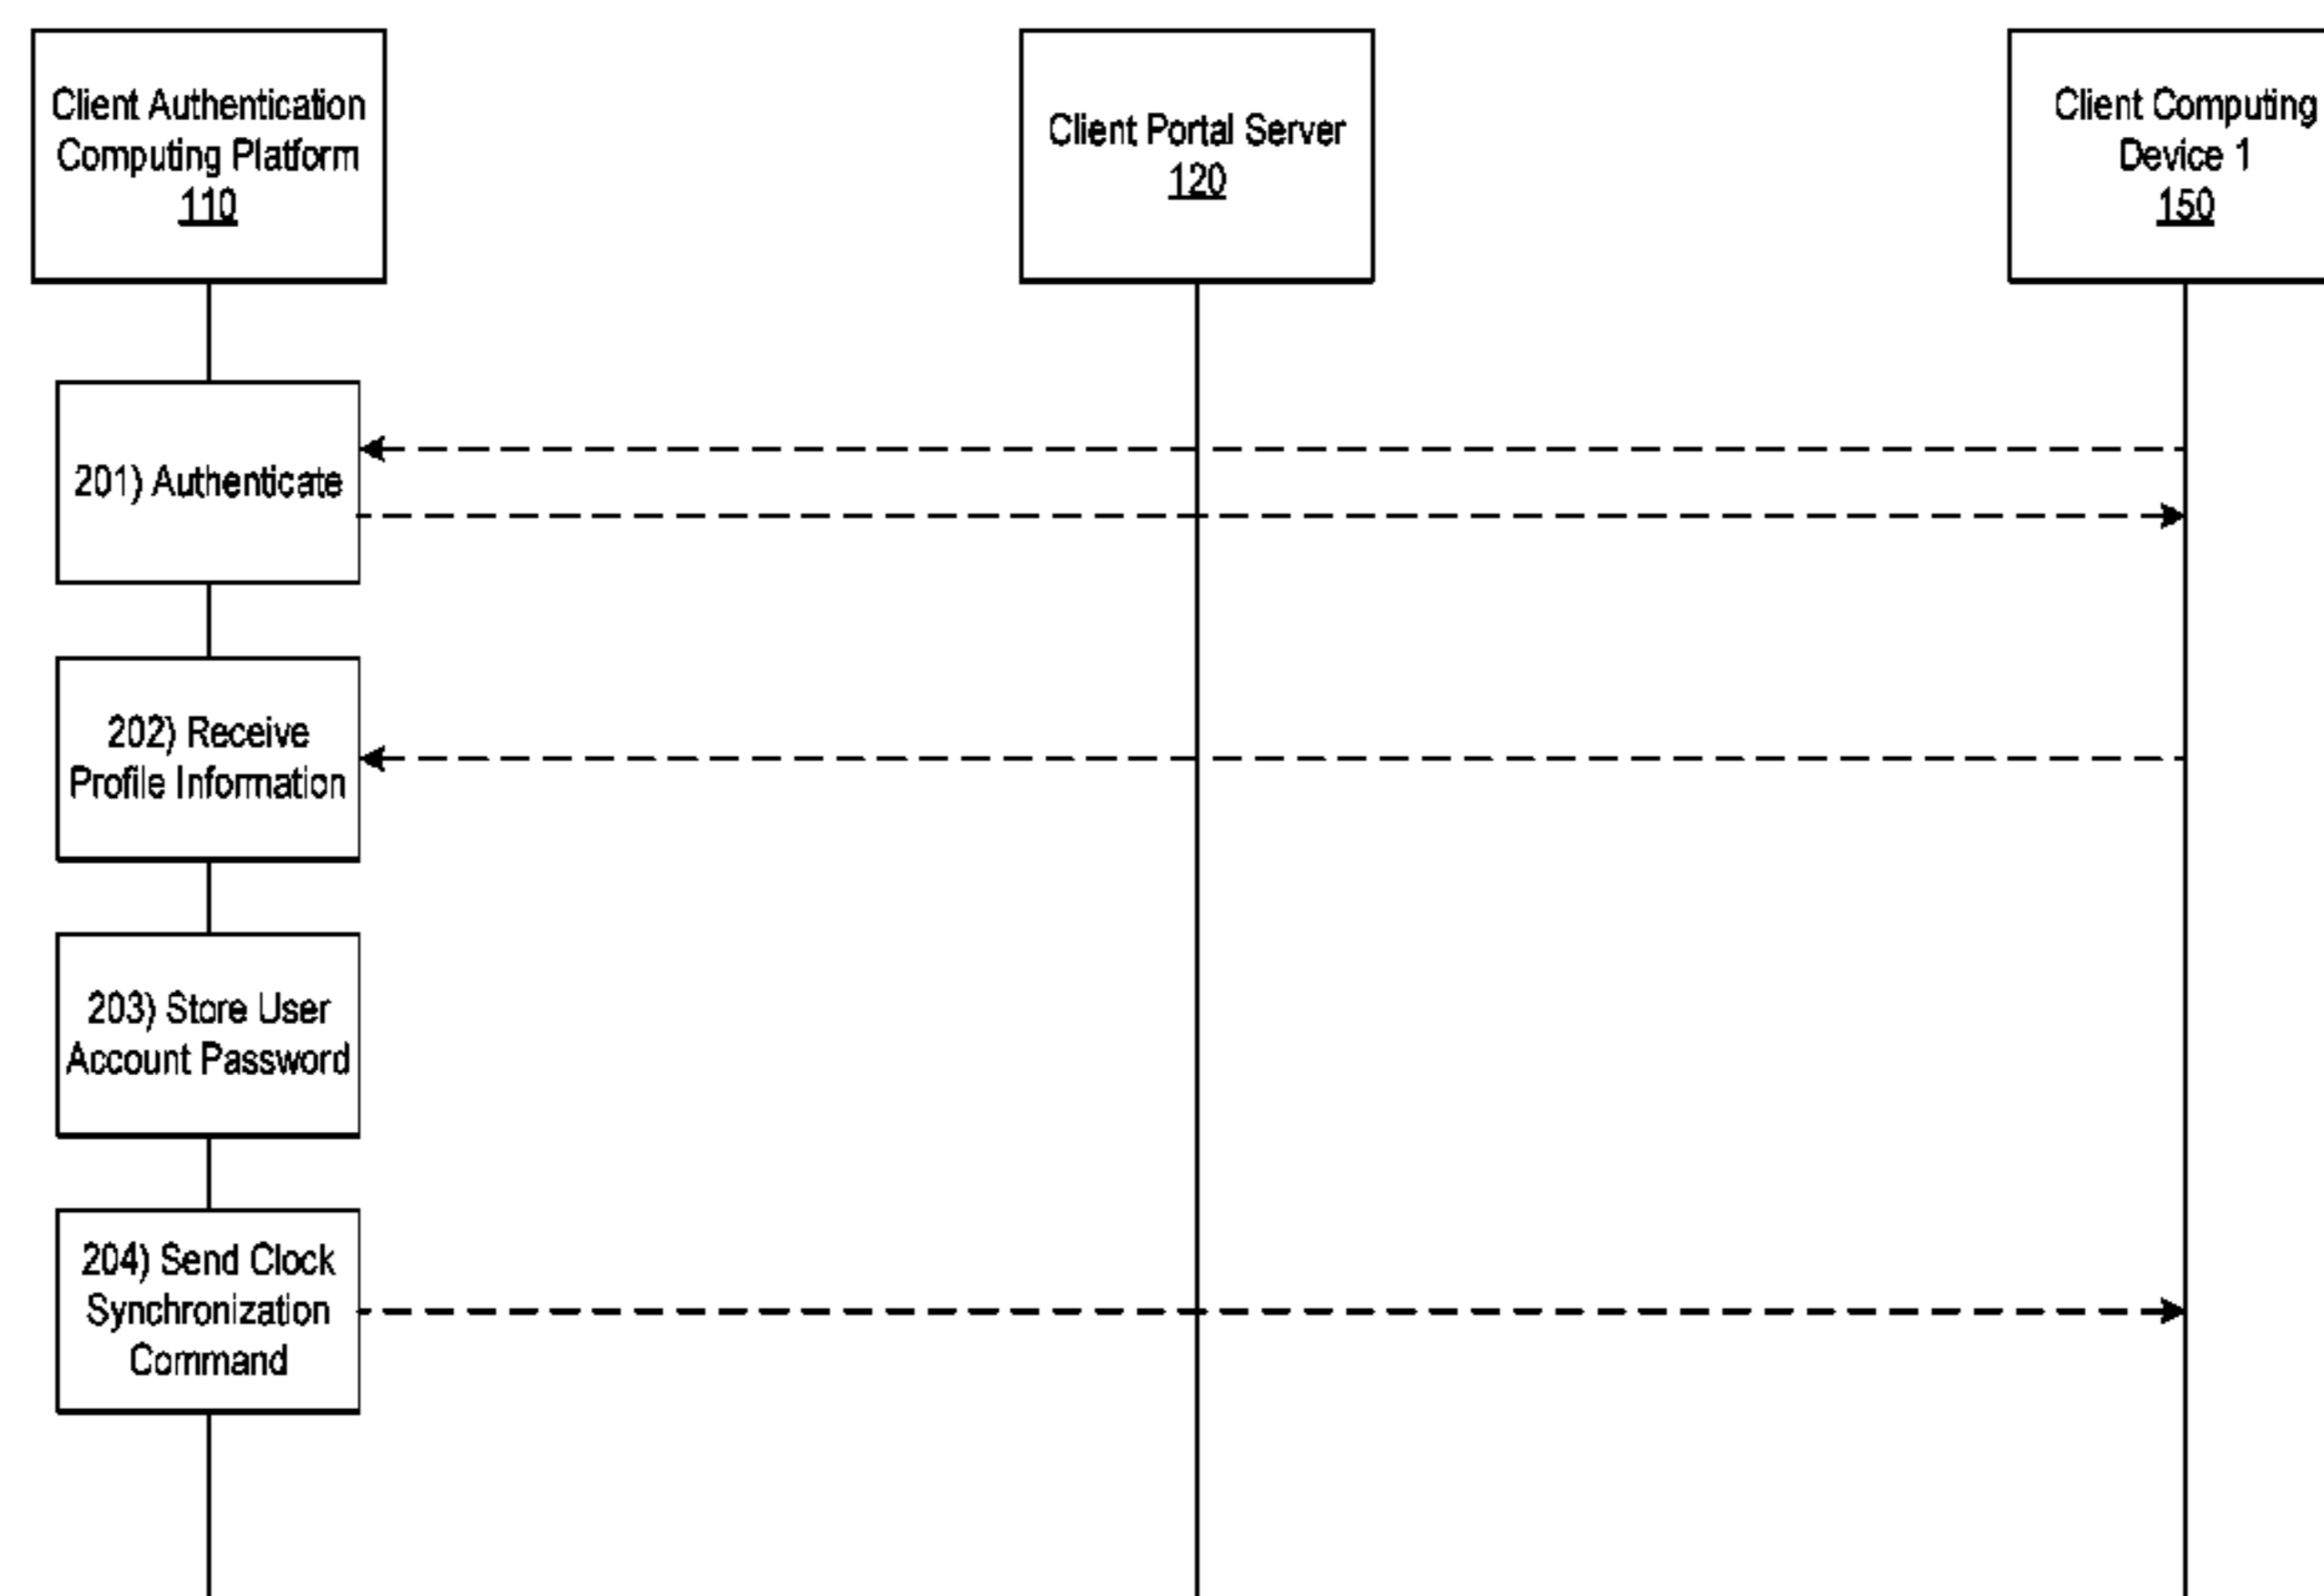 Client Authentication
Computing Platform
110
Client Portal Server
120
Client Computing
Device 1
150
201) Authenticate
202) Receive
Profile Information
203) Store User
Account Password
204) Send Clock
Synchronization
Command